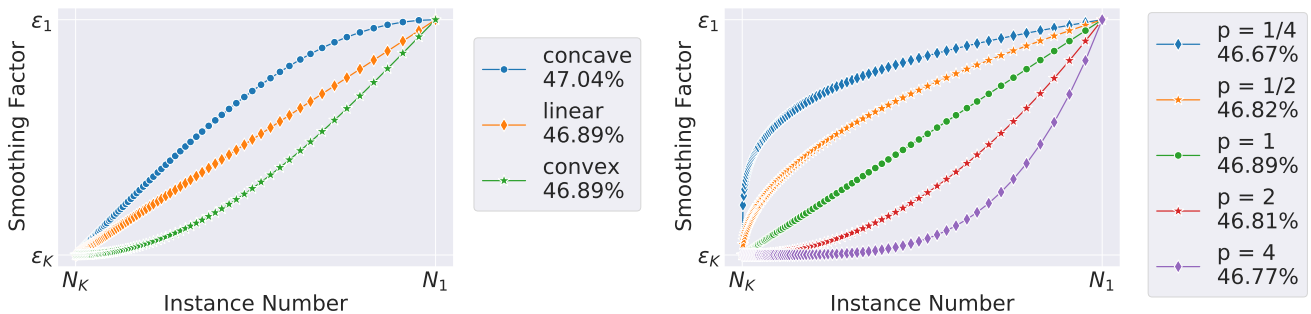 Smoothing Factor
ε1
εK
NK
N1
Instance Number
concave
47.04%
linear
46.89%
convex
46.89%
Smoothing Factor
ε1
εK
NK
N1
Instance Number
p = 1/4
46.67%
p = 1/2
46.82%
p = 1
46.89%
p = 2
46.81%
p = 4
46.77%